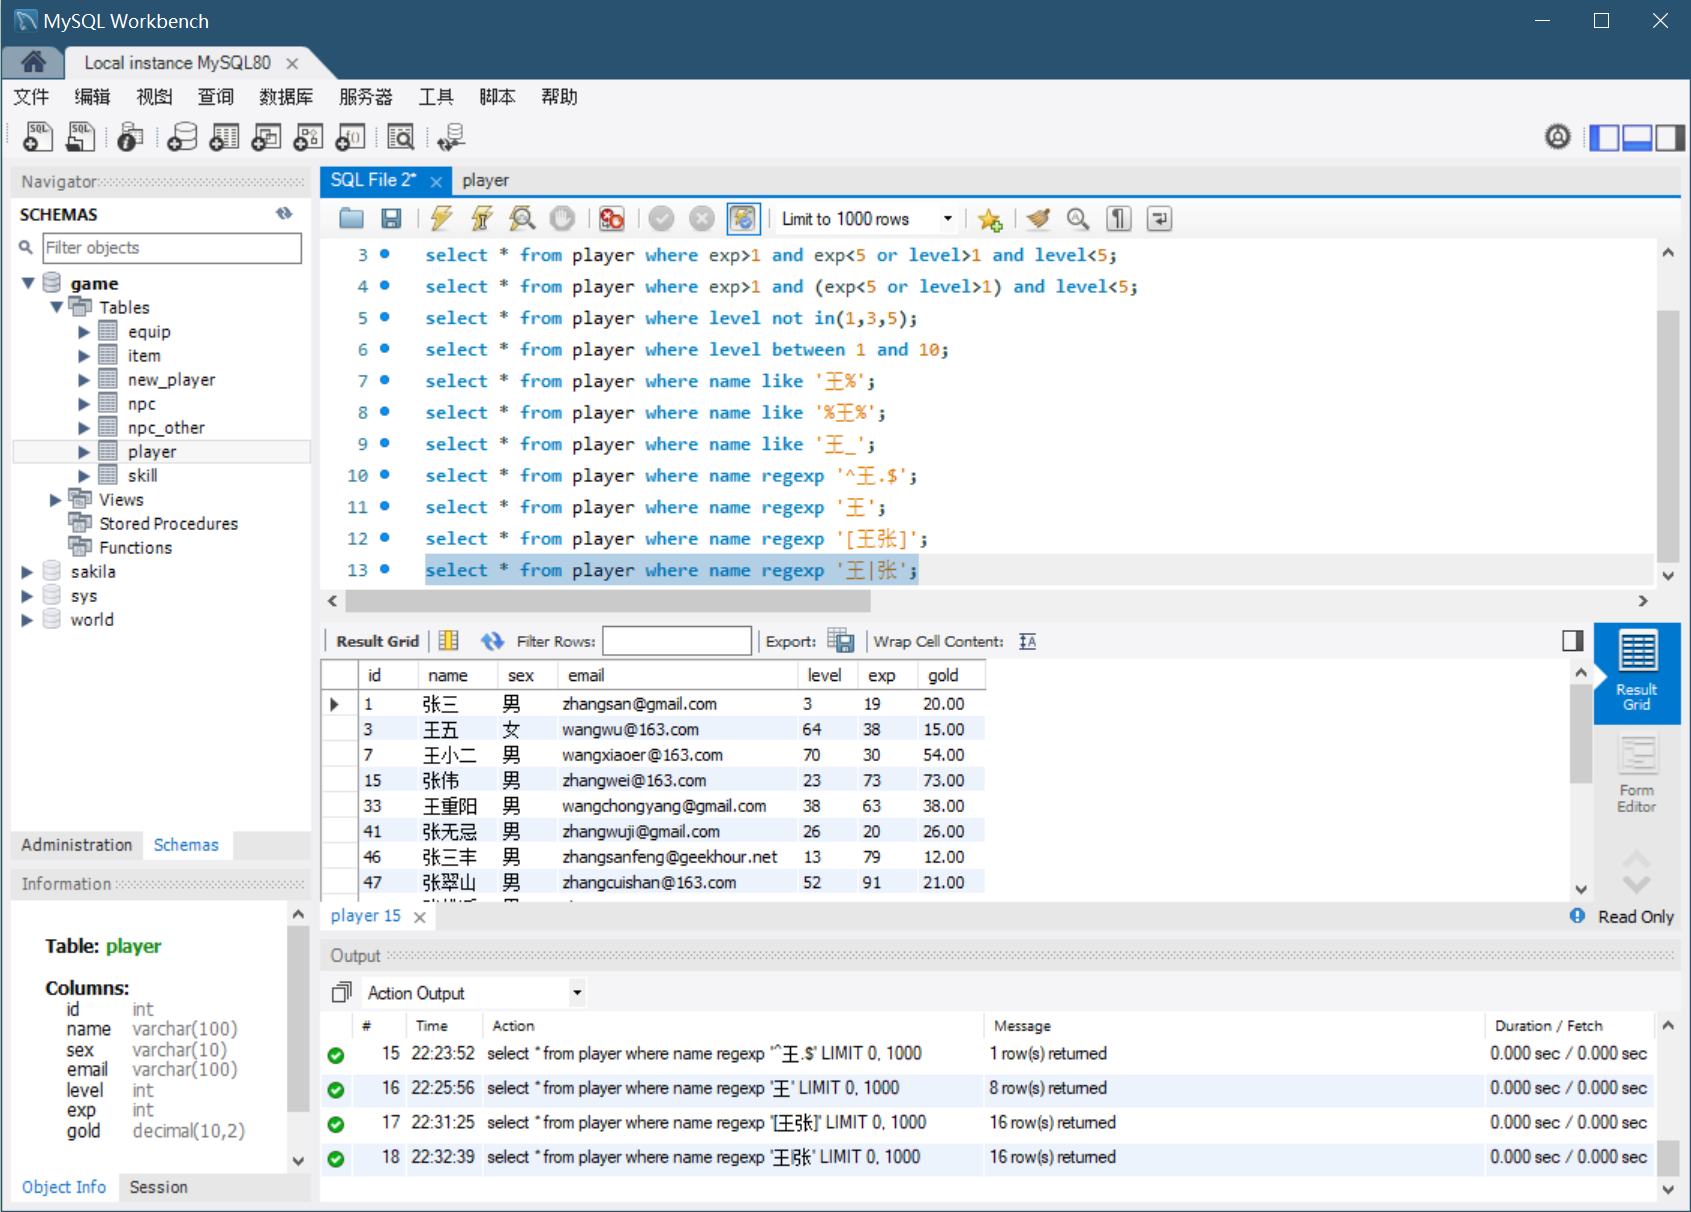 MySQL Workbench
Local instance MySQL80
文件 编辑 视图 查询 数据库 服务器 工具 脚本 帮助
Navigator
SCHEMAS
Filter objects
game
Tables
equip
item
new_player
npc
npc_other
player
skill
Views
Stored Procedures
Functions
sakila
sys
world
Administration Schemas
Information
Table: player
Columns:
id int
name varchar(100)
sex varchar(10)
email varchar(100)
level int
exp int
gold decimal(10,2)
Object Info Session
SQL File 2* player
Limit to 1000 rows
3 select * from player where exp>1 and exp<5 or level>1 and level<5;
4 select * from player where exp>1 and (exp<5 or level>1) and level<5;
5 select * from player where level not in(1,3,5);
6 select * from player where level between 1 and 10;
7 select * from player where name like '王%';
8 select * from player where name like '%王%';
9 select * from player where name like '王_';
10 select * from player where name regexp '^王.$';
11 select * from player where name regexp '王';
12 select * from player where name regexp '[王张]';
13 select * from player where name regexp '王|张';
Result Grid Filter Rows: Export: Wrap Cell Content:
id name sex email level exp gold
1 张三 男 zhangsan@gmail.com 3 19 20.00
3 王五 女 wangwu@163.com 64 38 15.00
7 王小二 男 wangxiaoer@163.com 70 30 54.00
15 张伟 男 zhangwei@163.com 23 73 73.00
33 王重阳 男 wangchongyang@gmail.com 38 63 38.00
41 张无忌 男 zhangwuji@gmail.com 26 20 26.00
46 张三丰 男 zhangsanfeng@geekhour.net 13 79 12.00
47 张翠山 男 zhangcuishan@163.com 52 91 21.00
Result
Grid
Form
Editor
player 15
Read Only
Output
Action Output
# Time Action Message Duration / Fetch
15 22:23:52 select * from player where name regexp '^王.$' LIMIT 0, 1000 1 row(s) returned 0.000 sec / 0.000 sec
16 22:25:56 select * from player where name regexp '王' LIMIT 0, 1000 8 row(s) returned 0.000 sec / 0.000 sec
17 22:31:25 select * from player where name regexp '[王张]' LIMIT 0, 1000 16 row(s) returned 0.000 sec / 0.000 sec
18 22:32:39 select * from player where name regexp '王|张' LIMIT 0, 1000 16 row(s) returned 0.000 sec / 0.000 sec